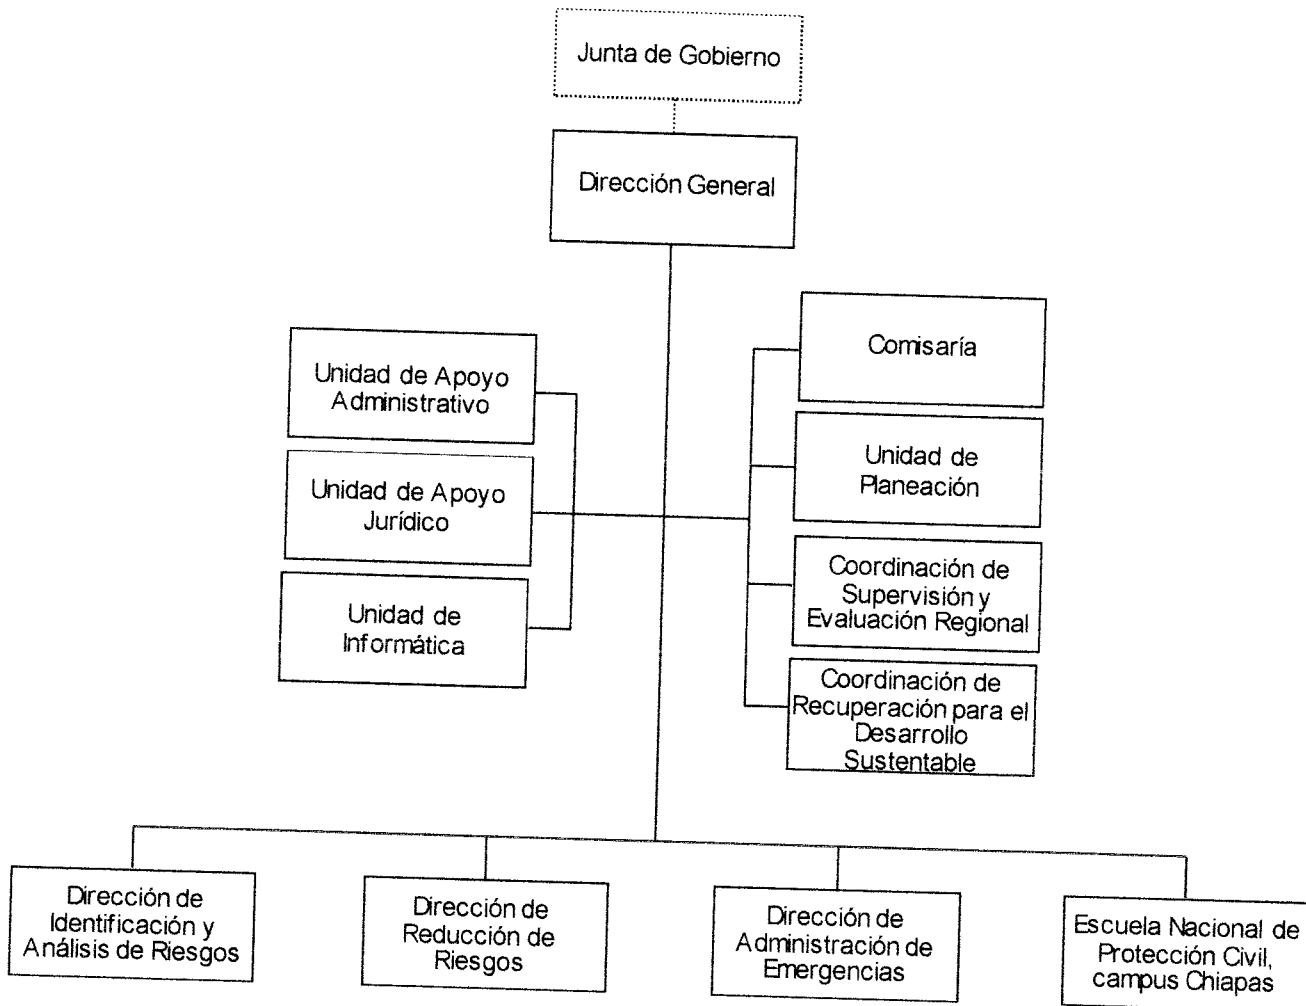 Junta de Gobierno
Dirección General
Unidad de Apoyo
Administrativo
Unidad de Apoyo
Jurídico
Unidad de
Informática
Comisaría
Unidad de
Planeación
Coordinación de
Supervisión y
Evaluación Regional
Coordinación de
Recuperación para el
Desarrollo
Sustentable
Dirección de
Identificación y
Análisis de Riesgos
Dirección de
Reducción de
Riesgos
Dirección de
Administración de
Emergencias
Escuela Nacional de
Protección Civil,
campus Chiapas